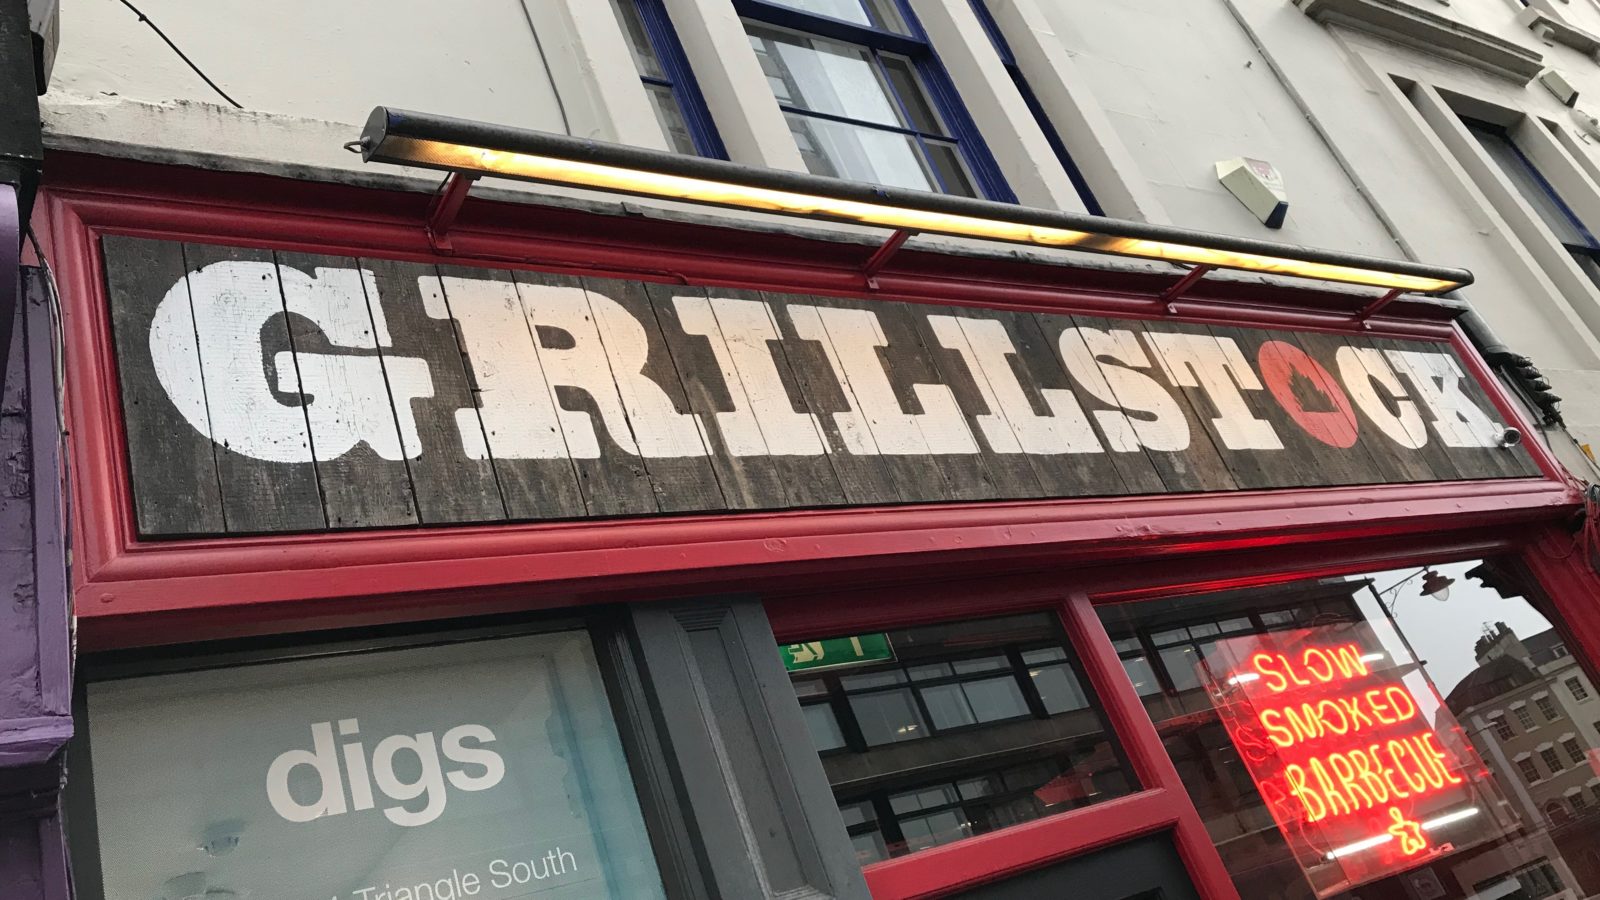 GRILLSTOCK
digs
Triangle South
SLOW
SMOKED
BARBECUE